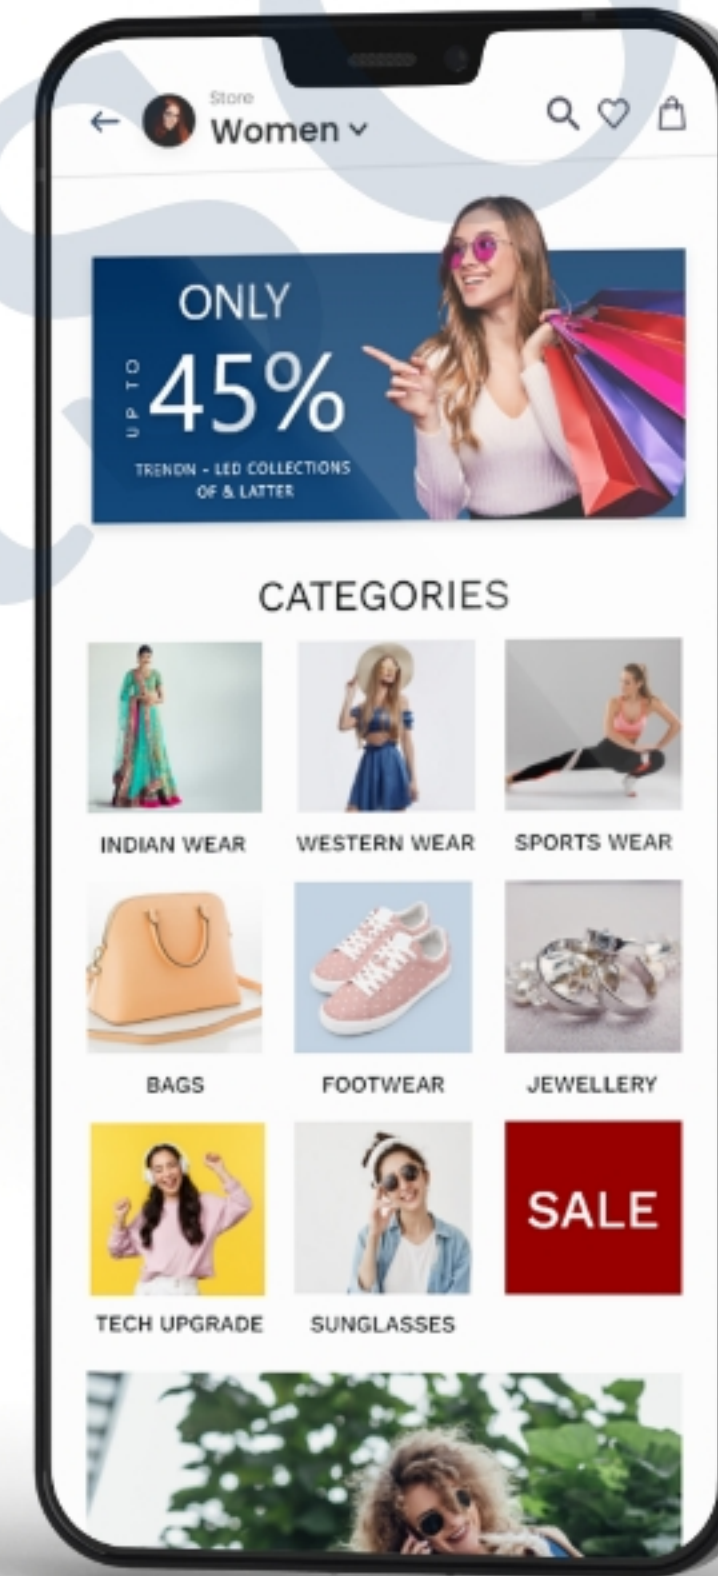 Store
Women
ONLY
UP TO
45%
TRENDN - LED COLLECTIONS
OF & LATTER
CATEGORIES
INDIAN WEAR WESTERN WEAR SPORTS WEAR
BAGS FOOTWEAR JEWELLERY
SALE
TECH UPGRADE SUNGLASSES